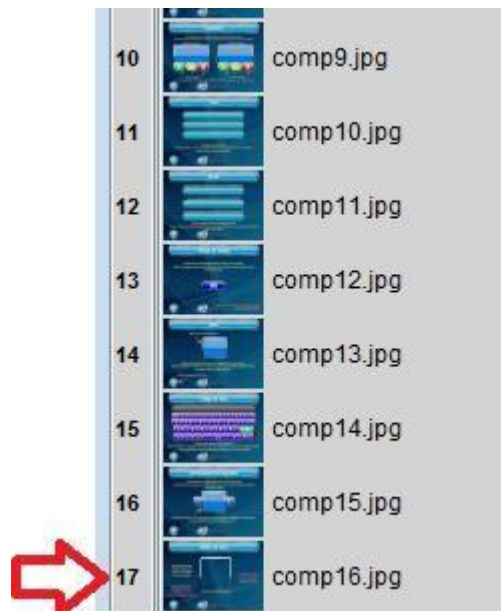 10 comp9.jpg
11 comp10.jpg
12 comp11.jpg
13 comp12.jpg
14 comp13.jpg
15 comp14.jpg
16 comp15.jpg
17 comp16.jpg